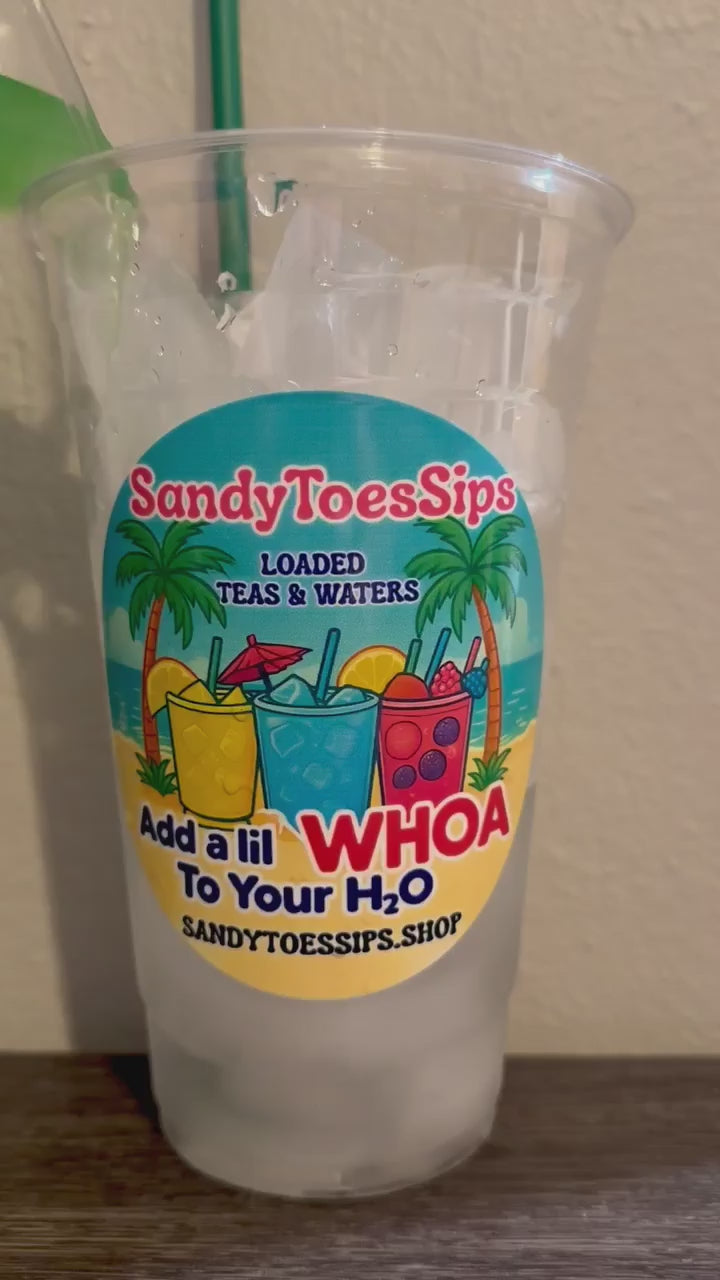 SandyToesSips
LOADED
TEAS & WATERS
Add a lil WHOA
To Your H₂O
SANDYTOESSIPS.SHOP